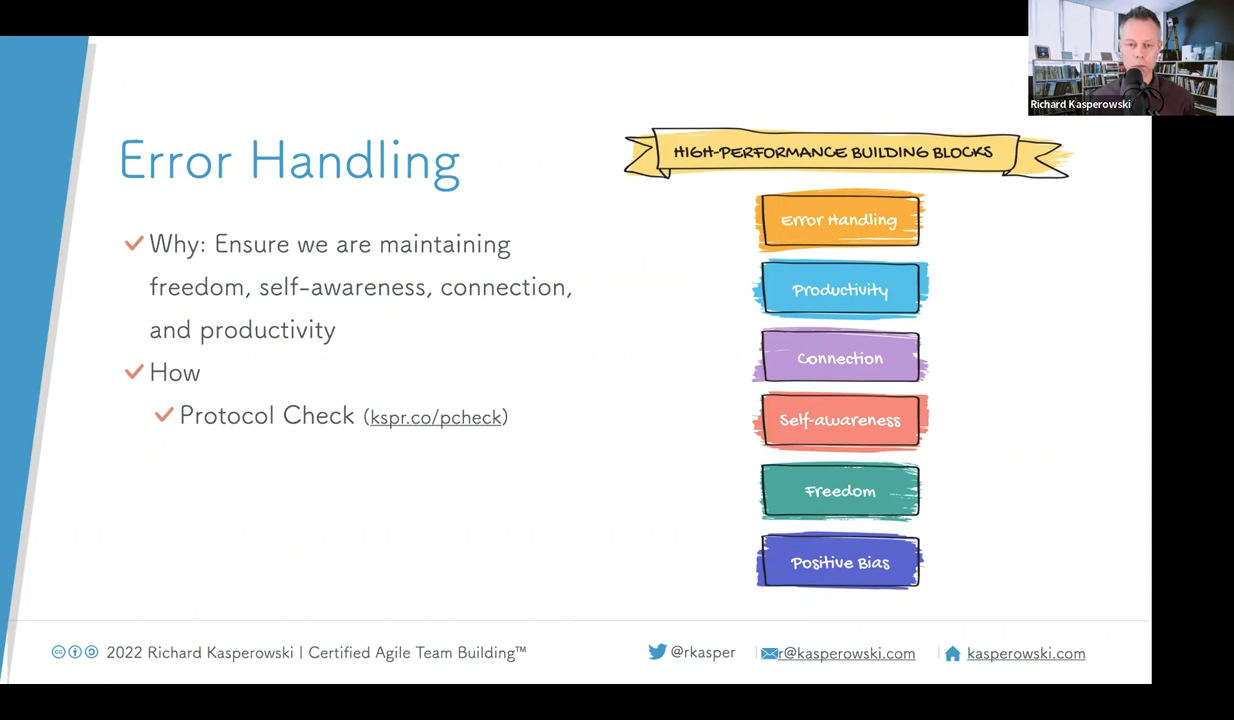 Richard Kasperowski
Error Handling
Why: Ensure we are maintaining
freedom, self-awareness, connection,
and productivity
How
Protocol Check (kspr.co/pcheck)
HIGH-PERFORMANCE BUILDING BLOCKS
Error Handling
Productivity
Connection
Self-awareness
Freedom
Positive Bias
2022 Richard Kasperowski | Certified Agile Team Building™
@rkasper
r@kasperowski.com
kasperowski.com